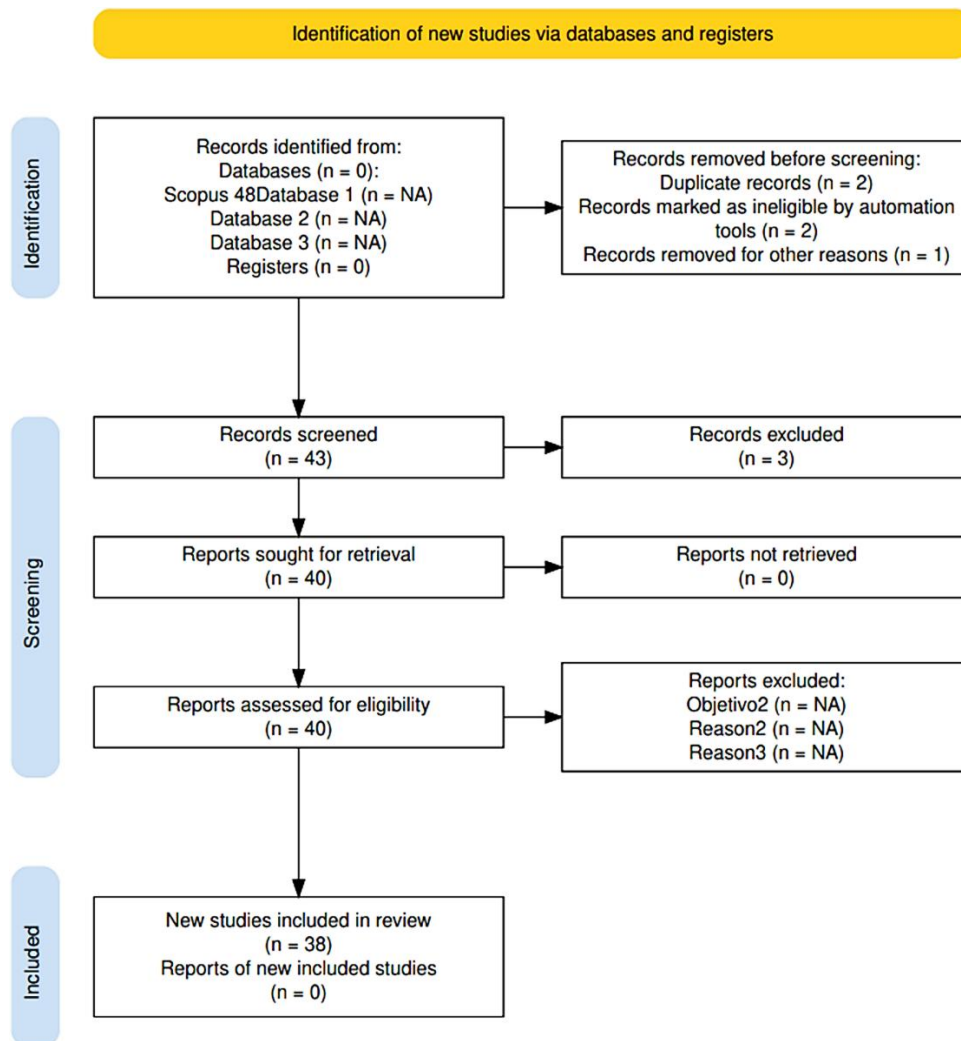 Identification of new studies via databases and registers
Identification
Records identified from:
Databases (n = 0):
Scopus 48Database 1 (n = NA)
Database 2 (n = NA)
Database 3 (n = NA)
Registers (n = 0)
Records removed before screening:
Duplicate records (n = 2)
Records marked as ineligible by automation
tools (n = 2)
Records removed for other reasons (n = 1)
Screening
Records screened
(n = 43)
Records excluded
(n = 3)
Reports sought for retrieval
(n = 40)
Reports not retrieved
(n = 0)
Reports assessed for eligibility
(n = 40)
Reports excluded:
Objetivo2 (n = NA)
Reason2 (n = NA)
Reason3 (n = NA)
Included
New studies included in review
(n = 38)
Reports of new included studies
(n = 0)